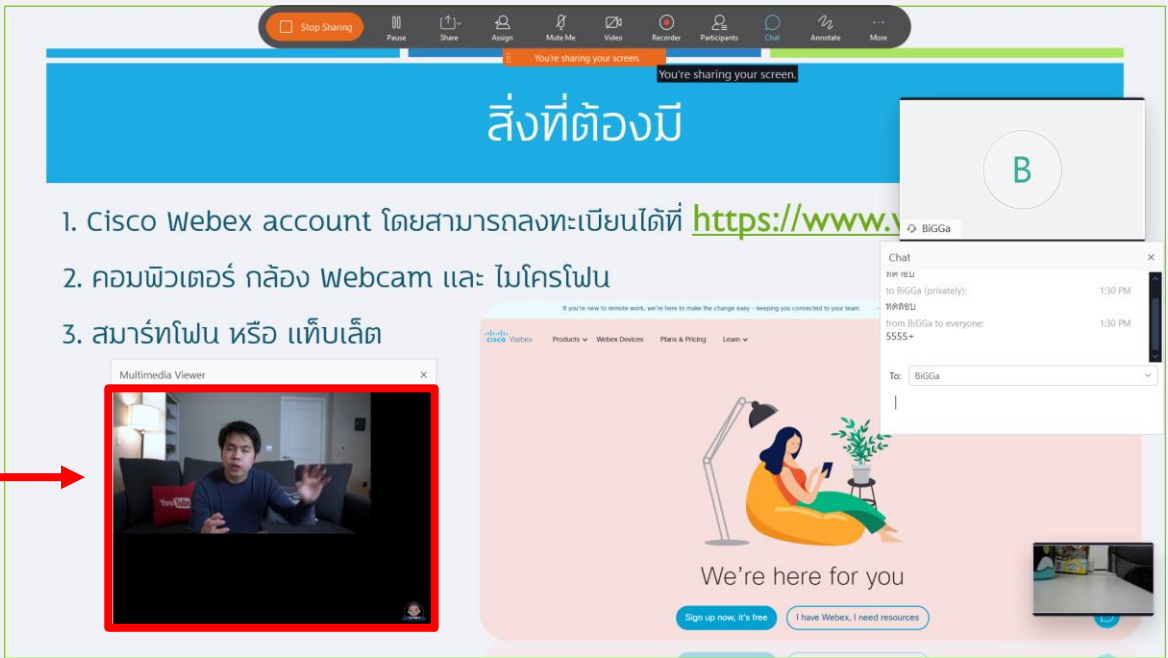 Stop Sharing
Pause
Share
Assign
Mute Me
Video
Recorder
Participants
Chat
Annotate
More
You're sharing your screen.
You're sharing your screen.
สิ่งที่ต้องมี
B
BiGGa
1. Cisco Webex account โดยสามารถลงทะเบียนได้ที่ https://www.
2. คอมพิวเตอร์ กล้อง Webcam และ ไมโครโฟน
3. สมาร์ทโฟน หรือ แท็บเล็ต
Chat
to BiGGa (privately): 1:30 PM
ทดสอบ
from BiGGa to everyone: 1:30 PM
5555+
To: BiGGa
Multimedia Viewer
YouTube
If you're new to remote work, we're here to make the change easy - keeping you connected to your team.
cisco Webex Products Webex Devices Plans & Pricing Learn
We're here for you
Sign up now, it's free
I have Webex, I need resources